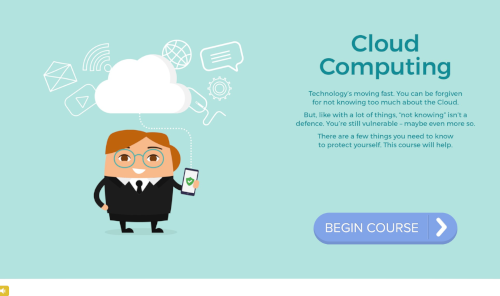 Cloud
Computing
Technology's moving fast. You can be forgiven
for not knowing too much about the Cloud.
But, like with a lot of things, "not knowing" isn't a
defence. You're still vulnerable – maybe even more so.
There are a few things you need to know
to protect yourself. This course will help.
BEGIN COURSE